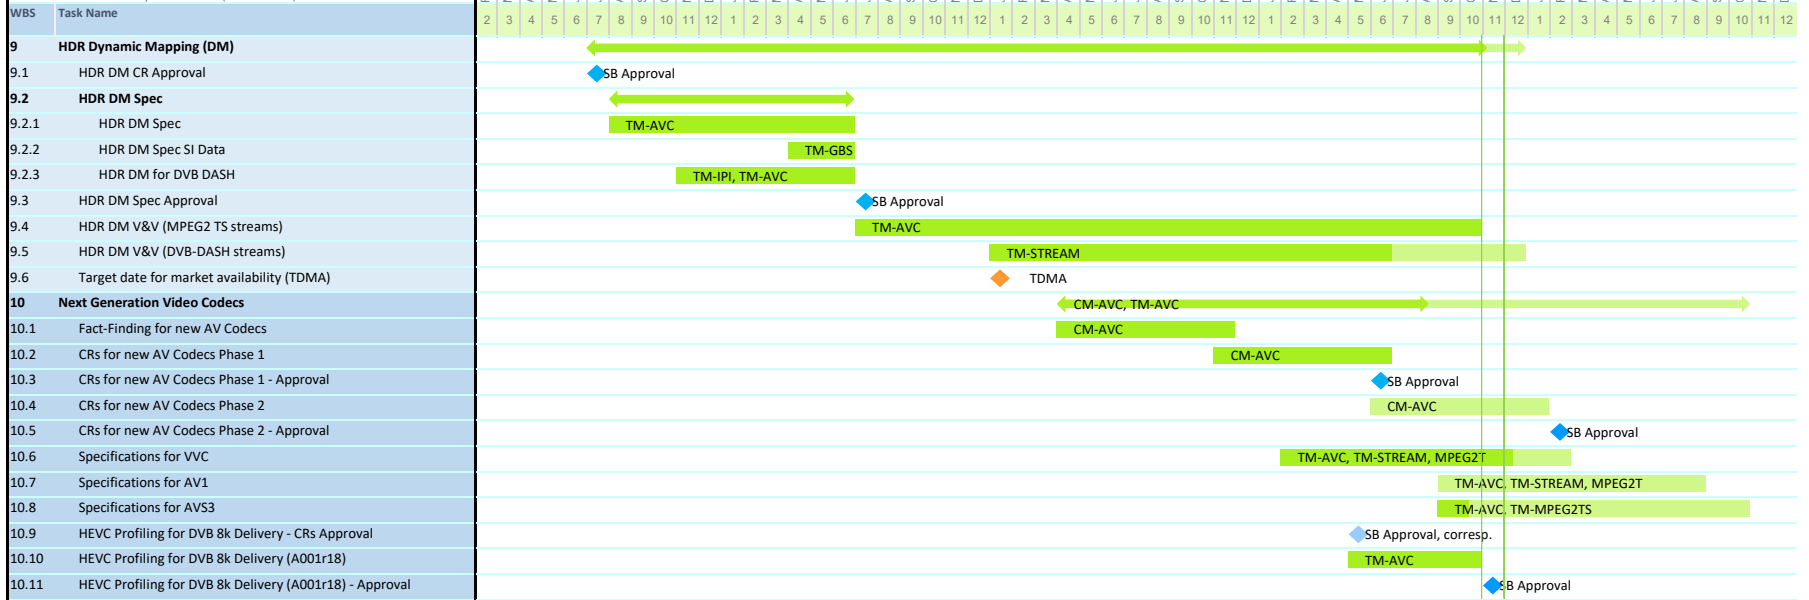 WBS Task Name 2 3 4 5 6 7 8 9 10 11 12 1 2 3 4 5 6 7 8 9 10 11 12 1 2 3 4 5 6 7 8 9 10 11 12 1 2 3 4 5 6 7 8 9 10 11 12 1 2 3 4 5 6 7 8 9 10 11 12
9 HDR Dynamic Mapping (DM)
9.1 HDR DM CR Approval SB Approval
9.2 HDR DM Spec
9.2.1 HDR DM Spec TM-AVC
9.2.2 HDR DM Spec SI Data TM-GBS
9.2.3 HDR DM for DVB DASH TM-IPI, TM-AVC
9.3 HDR DM Spec Approval SB Approval
9.4 HDR DM V&V (MPEG2 TS streams) TM-AVC
9.5 HDR DM V&V (DVB-DASH streams) TM-STREAM
9.6 Target date for market availability (TDMA) TDMA
10 Next Generation Video Codecs CM-AVC, TM-AVC
10.1 Fact-Finding for new AV Codecs CM-AVC
10.2 CRs for new AV Codecs Phase 1 CM-AVC
10.3 CRs for new AV Codecs Phase 1 - Approval SB Approval
10.4 CRs for new AV Codecs Phase 2 CM-AVC
10.5 CRs for new AV Codecs Phase 2 - Approval SB Approval
10.6 Specifications for VVC TM-AVC, TM-STREAM, MPEG2T
10.7 Specifications for AV1 TM-AVC, TM-STREAM, MPEG2T
10.8 Specifications for AVS3 TM-AVC, TM-MPEG2TS
10.9 HEVC Profiling for DVB 8k Delivery - CRs Approval SB Approval, corresp.
10.10 HEVC Profiling for DVB 8k Delivery (A001r18) TM-AVC
10.11 HEVC Profiling for DVB 8k Delivery (A001r18) - Approval SB Approval